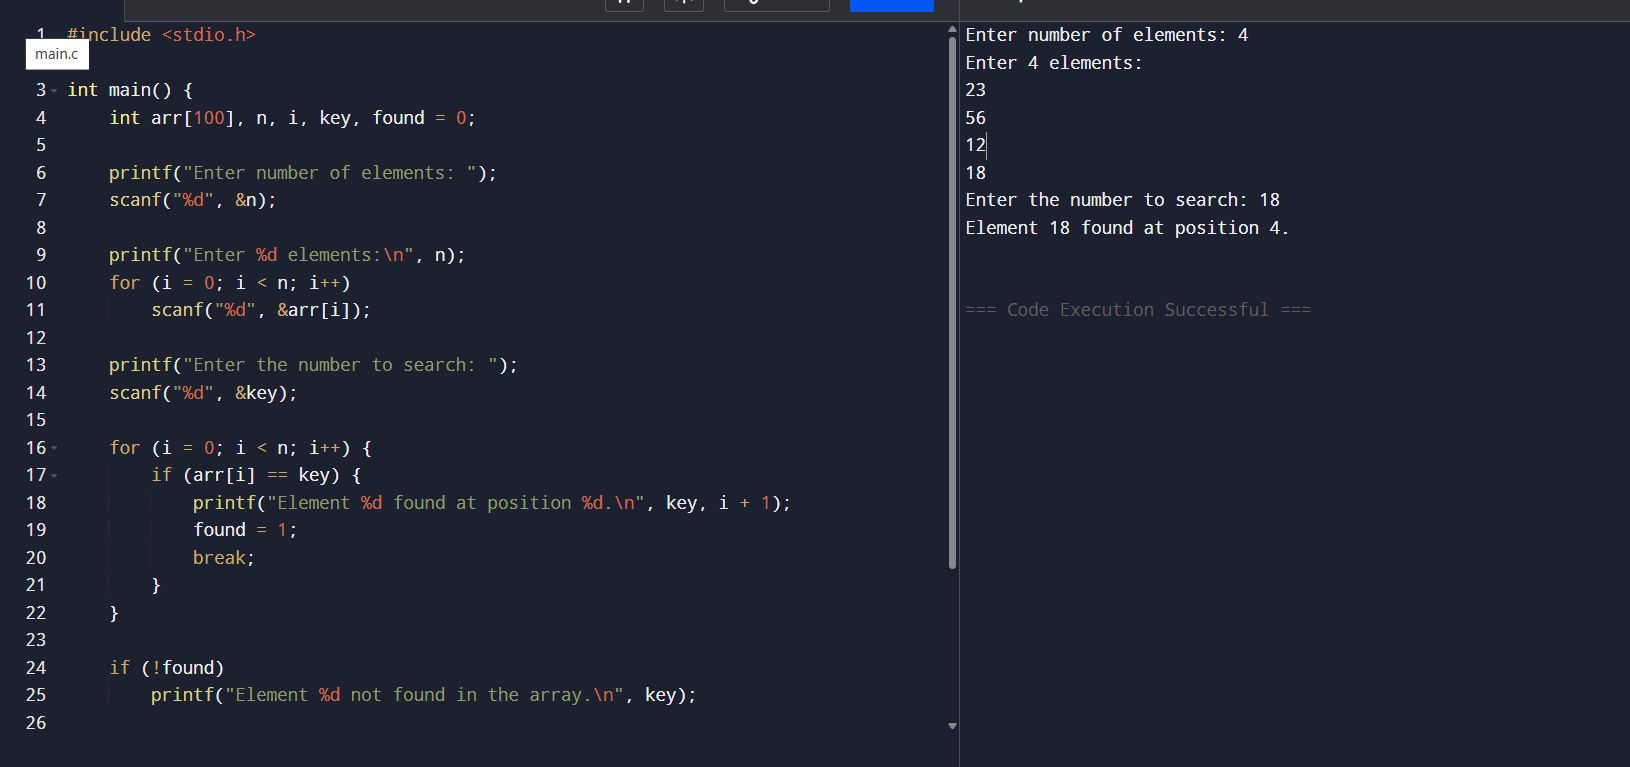 1 #include <stdio.h>
main.c
3 int main() {
4     int arr[100], n, i, key, found = 0;
5
6     printf("Enter number of elements: ");
7     scanf("%d", &n);
8
9     printf("Enter %d elements:\n", n);
10     for (i = 0; i < n; i++)
11         scanf("%d", &arr[i]);
12
13     printf("Enter the number to search: ");
14     scanf("%d", &key);
15
16     for (i = 0; i < n; i++) {
17         if (arr[i] == key) {
18             printf("Element %d found at position %d.\n", key, i + 1);
19             found = 1;
20             break;
21         }
22     }
23
24     if (!found)
25         printf("Element %d not found in the array.\n", key);
26
Enter number of elements: 4
Enter 4 elements:
23
56
12
18
Enter the number to search: 18
Element 18 found at position 4.
=== Code Execution Successful ===